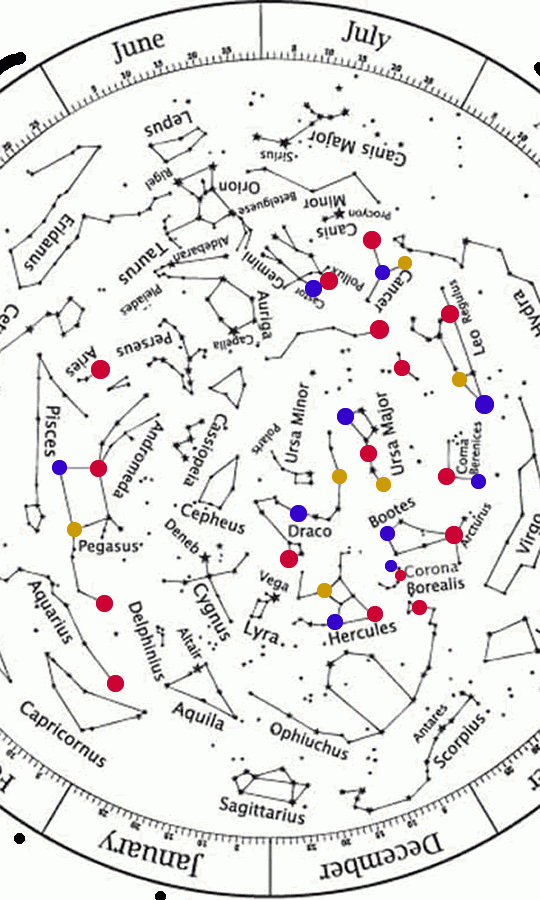 June
July
Lepus
Canis Major
Sirius
Rigel
Orion
Betelguese
Minor
Procyon
Canis
Eridanus
Taurus
Aldebaran
Gemini
Pollux
Castor
Cancer
Pleiades
Hydra
Auriga
Leo
Regulus
Perseus
Capella
Aries
Pisces
Andromeda
Cassiopeia
Ursa Minor
Polaris
Ursa Major
Coma
Berenices
Cepheus
Draco
Bootes
Arcturus
Virgo
Pegasus
Deneb
Corona
Borealis
Vega
Cygnus
Lyra
Hercules
Aquarius
Delphinius
Altair
Aquila
Ophiuchus
Antares
Scorpius
Capricornus
Sagittarius
January
December